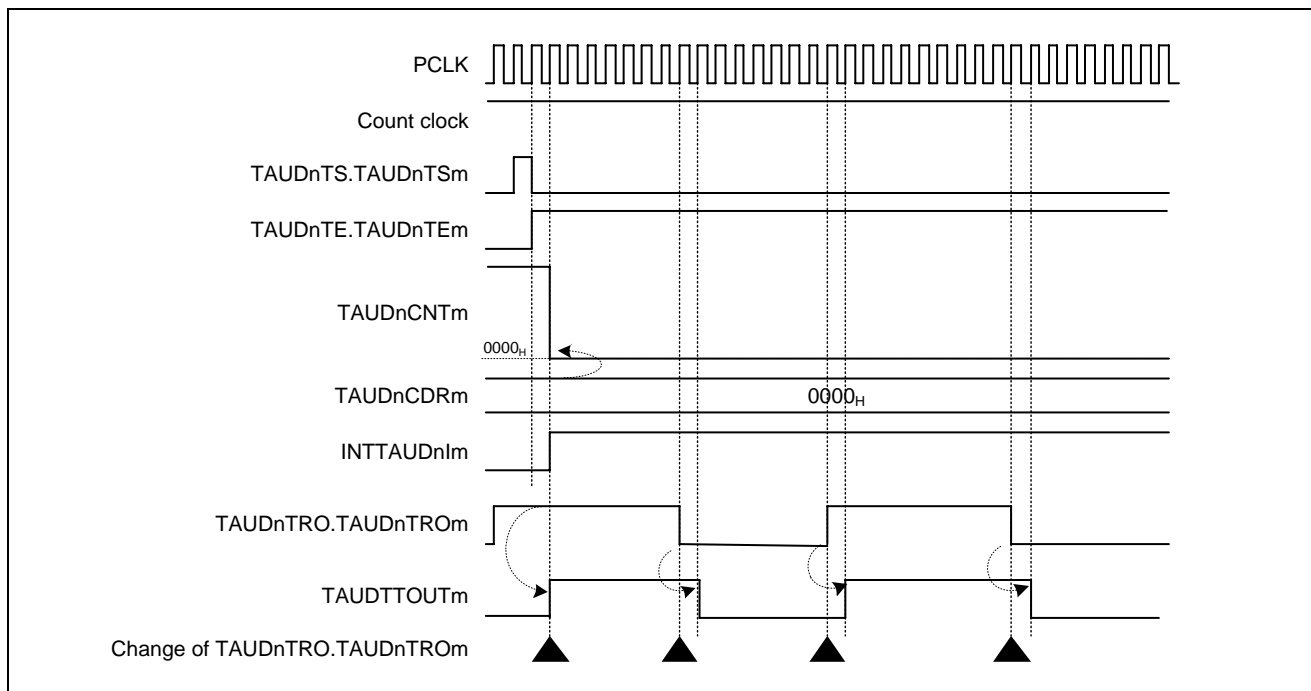 PCLK
Count clock
TAUDnTS.TAUDnTSm
TAUDnTE.TAUDnTEm
TAUDnCNTm
0000H
TAUDnCDRm
0000H
INTTAUDnIm
TAUDnTRO.TAUDnTROm
TAUDTTOUTm
Change of TAUDnTRO.TAUDnTROm